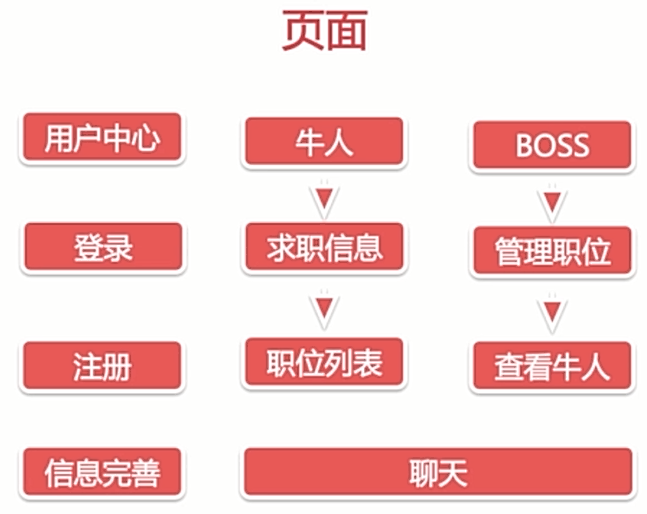 页面
用户中心
牛人
BOSS
登录
求职信息
管理职位
注册
职位列表
查看牛人
信息完善
聊天